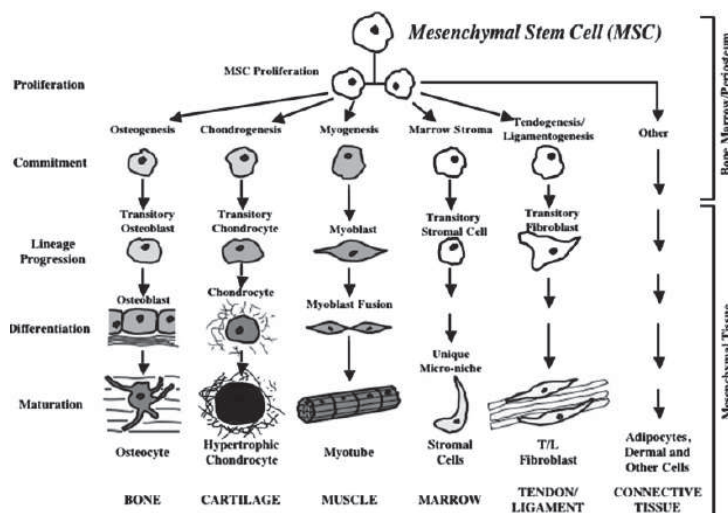 Mesenchymal Stem Cell (MSC)
MSC Proliferation
Proliferation
Osteogenesis Chondrogenesis Myogenesis Marrow Stroma Tendogenesis/ Ligamentogenesis Other
Commitment
Transitory Osteoblast Transitory Chondrocyte Myoblast Transitory Stromal Cell Transitory Fibroblast
Lineage Progression
Osteoblast Chondrocyte Myoblast Fusion
Differentiation
Unique Micro-niche
Maturation
Osteocyte Hypertrophic Chondrocyte Myotube Stromal Cells T/L Fibroblast Adipocytes, Dermal and Other Cells
BONE CARTILAGE MUSCLE MARROW TENDON/ LIGAMENT CONNECTIVE TISSUE
Bone Marrow/Periosteum
Mesenchymal Tissue